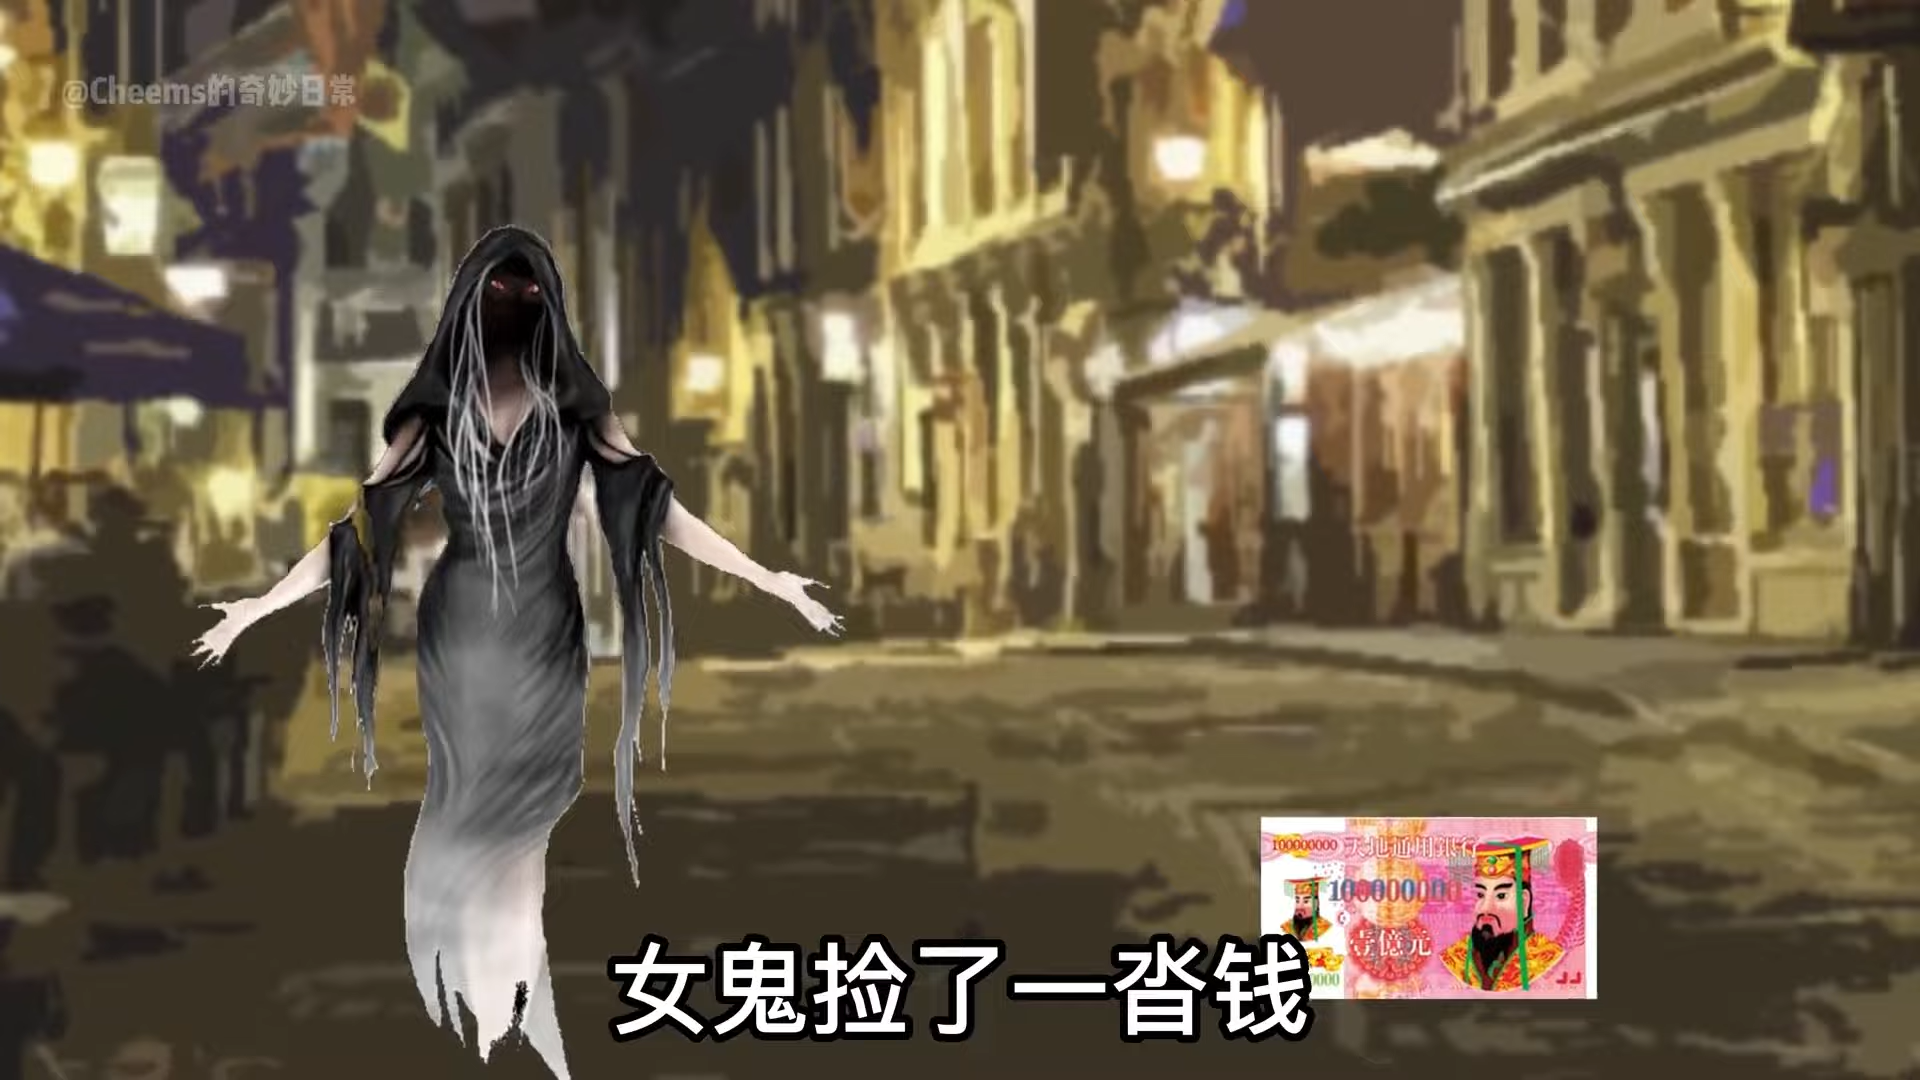 @Cheems的奇妙日常
100000000 天地通用銀行
100000000
壹億元
女鬼捡了一沓钱